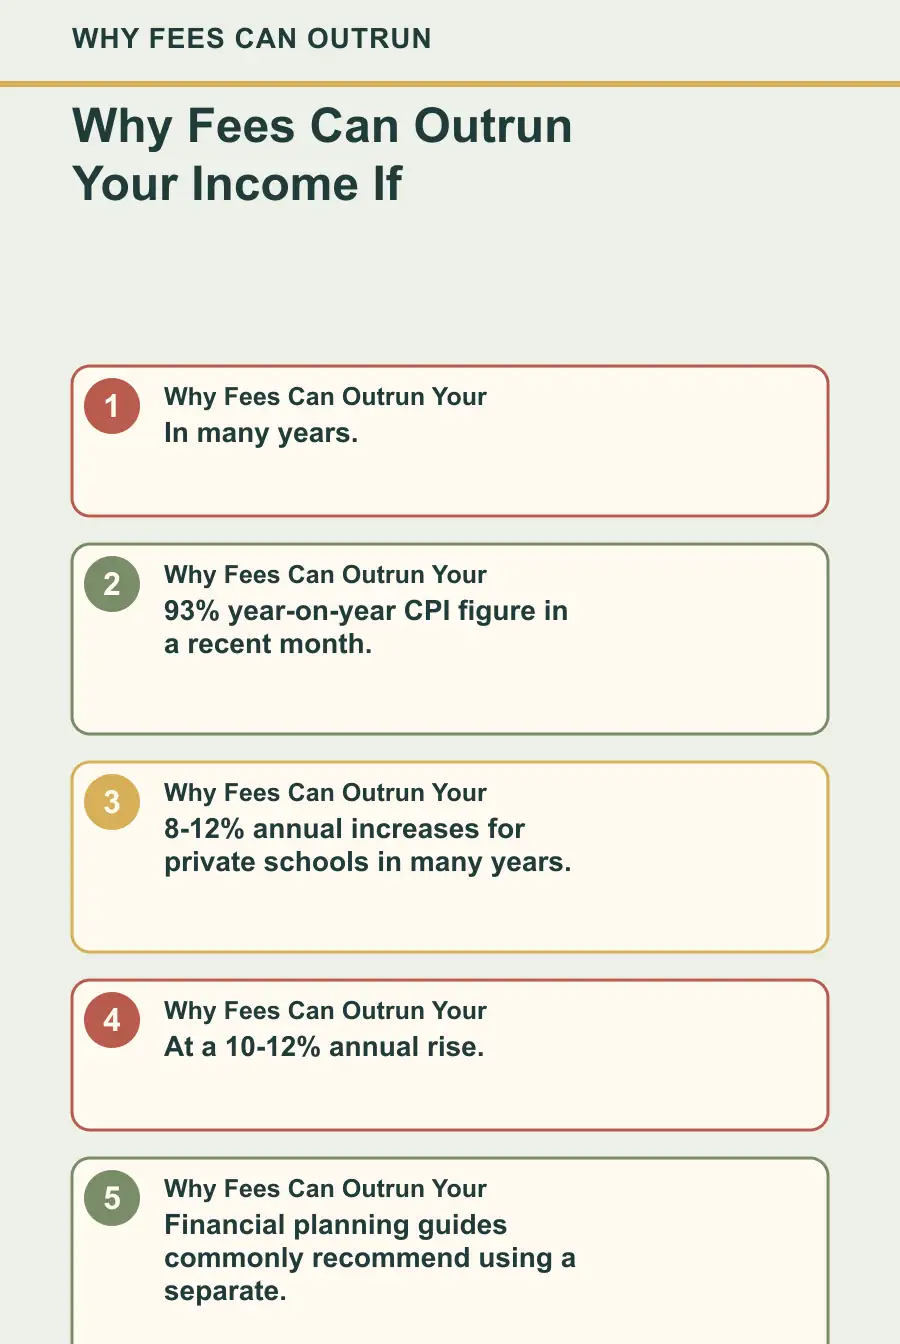 WHY FEES CAN OUTRUN
Why Fees Can Outrun
Your Income If
1
Why Fees Can Outrun Your
In many years.
2
Why Fees Can Outrun Your
93% year-on-year CPI figure in
a recent month.
3
Why Fees Can Outrun Your
8-12% annual increases for
private schools in many years.
4
Why Fees Can Outrun Your
At a 10-12% annual rise.
5
Why Fees Can Outrun Your
Financial planning guides
commonly recommend using a
separate.